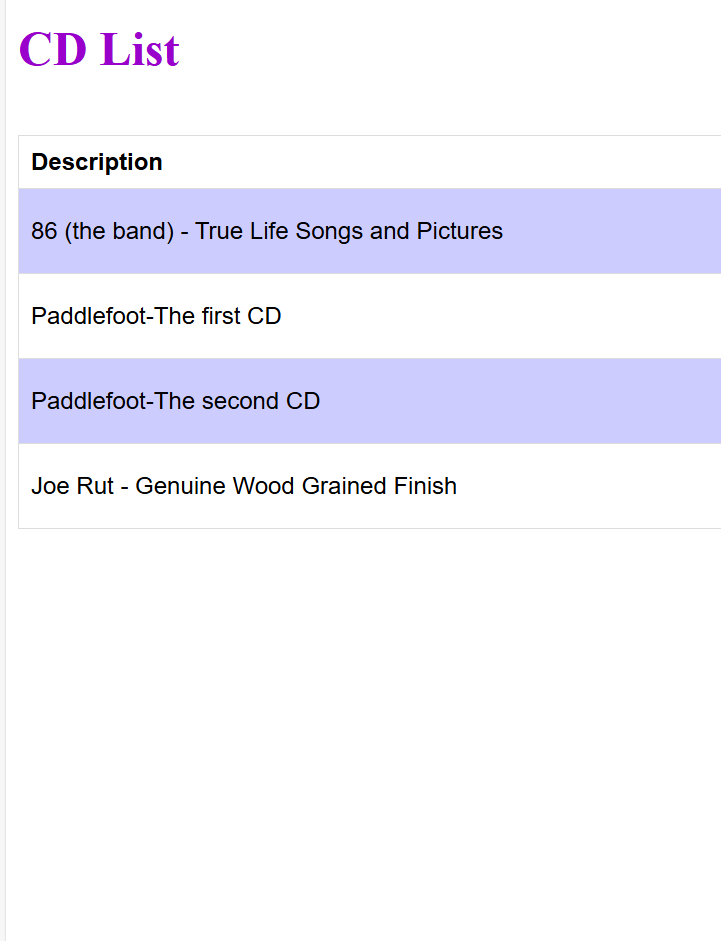 CD List
Description
86 (the band) - True Life Songs and Pictures
Paddlefoot-The first CD
Paddlefoot-The second CD
Joe Rut - Genuine Wood Grained Finish